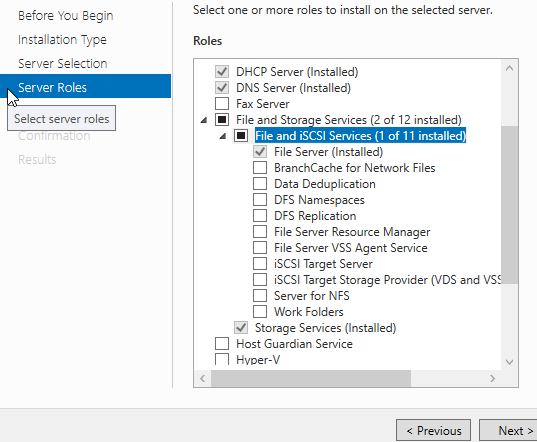 Before You Begin
Installation Type
Server Selection
Server Roles
Select server roles
Confirmation
Results
Select one or more roles to install on the selected server.
Roles
DHCP Server (Installed)
DNS Server (Installed)
Fax Server
File and Storage Services (2 of 12 installed)
File and iSCSI Services (1 of 11 installed)
File Server (Installed)
BranchCache for Network Files
Data Deduplication
DFS Namespaces
DFS Replication
File Server Resource Manager
File Server VSS Agent Service
iSCSI Target Server
iSCSI Target Storage Provider (VDS and VSS
Server for NFS
Work Folders
Storage Services (Installed)
Host Guardian Service
Hyper-V
< Previous
Next >